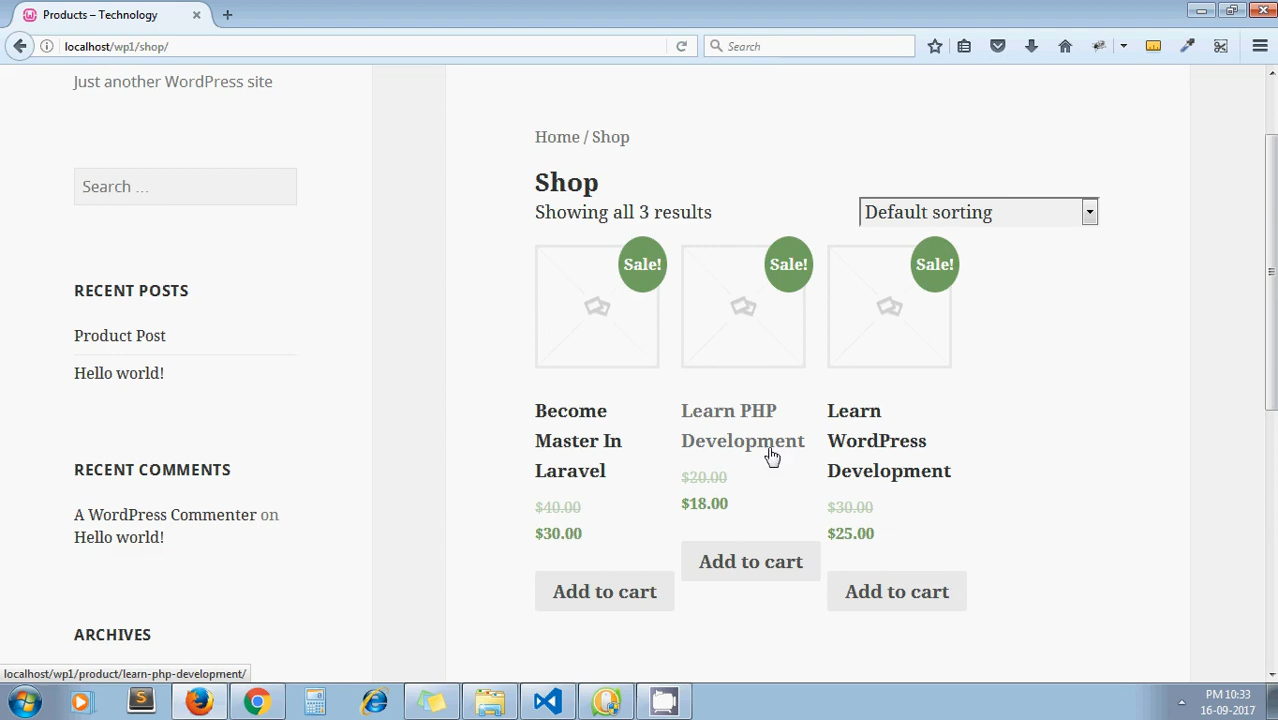 Products – Technology
localhost/wp1/shop/
Search
Just another WordPress site
Search …
RECENT POSTS
Product Post
Hello world!
RECENT COMMENTS
A WordPress Commenter on
Hello world!
ARCHIVES
Home / Shop
Shop
Showing all 3 results
Default sorting
Sale!
Become
Master In
Laravel
$40.00
$30.00
Add to cart
Sale!
Learn PHP
Development
$20.00
$18.00
Add to cart
Sale!
Learn
WordPress
Development
$30.00
$25.00
Add to cart
localhost/wp1/product/learn-php-development/
S
PM 10:33
16-09-2017